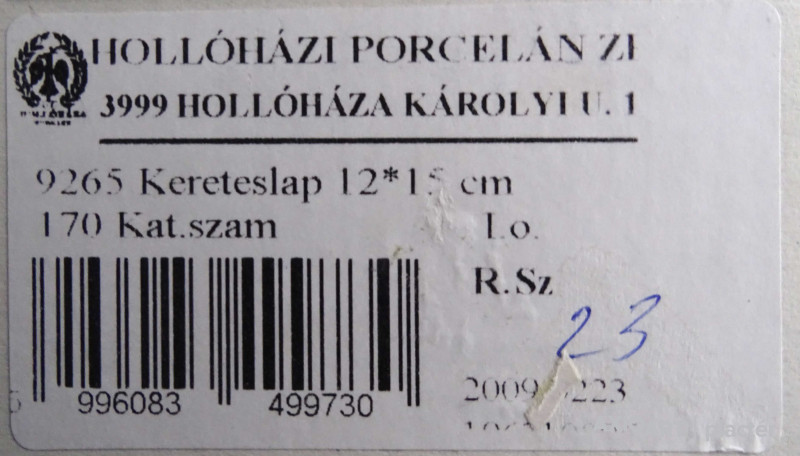 HOLLÓHÁZI PORCELÁN ZI
3999 HOLLÓHÁZA KÁROLYI U. 1
9265 Kereteslap 12*15 cm
170 Kat.szam I.o.
R.Sz
23
5 996083 499730